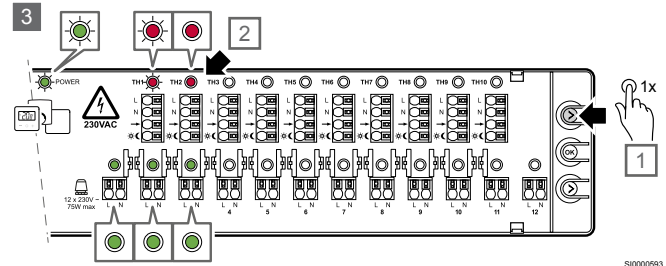 3
2
1x
1
POWER
TH1 TH2 TH3 TH4 TH5 TH6 TH7 TH8 TH9 TH10
230VAC
L L L L L L L L L L
N N N N N N N N N N
OK
12 x 230V ~
75W max
L N L N L N L N L N L N L N L N L N L N L N L N
4 5 6 7 8 9 10 11 12
SI0000593